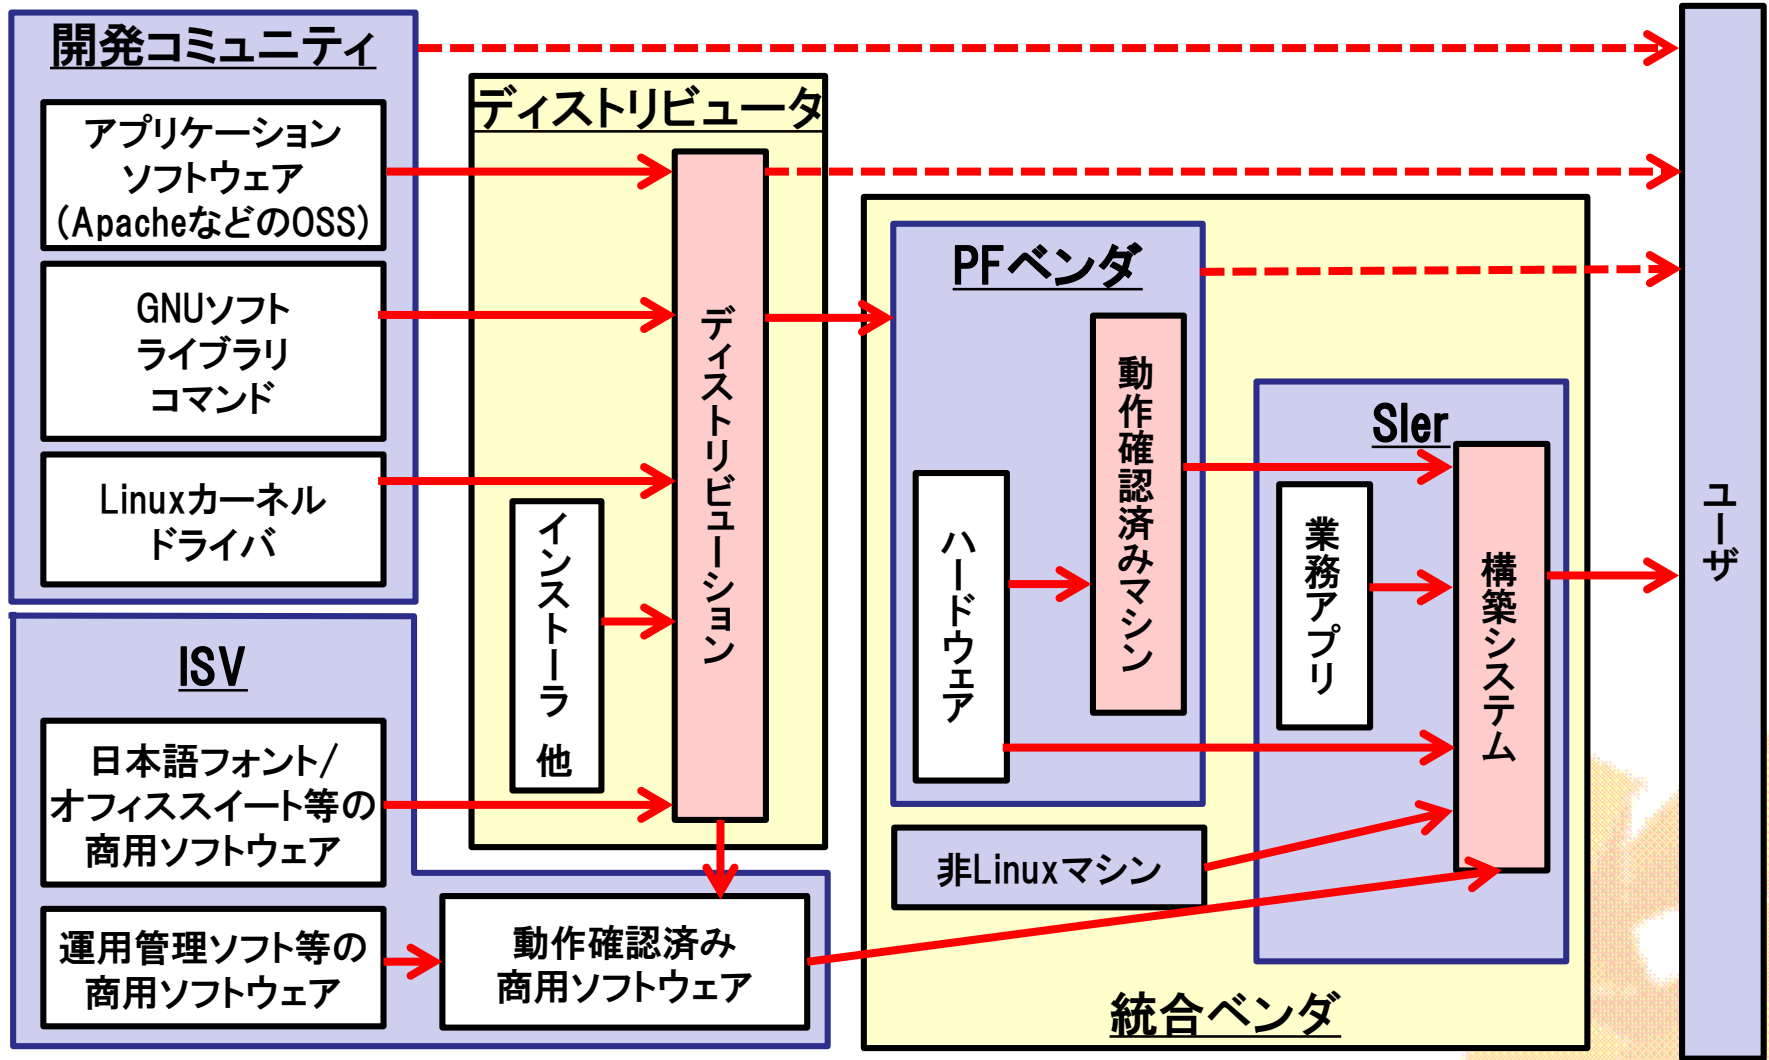 開発コミュニティ
アプリケーション
ソフトウェア
(ApacheなどのOSS)
GNUソフト
ライブラリ
コマンド
Linuxカーネル
ドライバ
ISV
日本語フォント/
オフィススイート等の
商用ソフトウェア
運用管理ソフト等の
商用ソフトウェア
動作確認済み
商用ソフトウェア
ディストリビュータ
インストーラ 他
ディストリビューション
PFベンダ
ハードウェア
動作確認済みマシン
非Linuxマシン
SIer
業務アプリ
構築システム
統合ベンダ
ユーザ